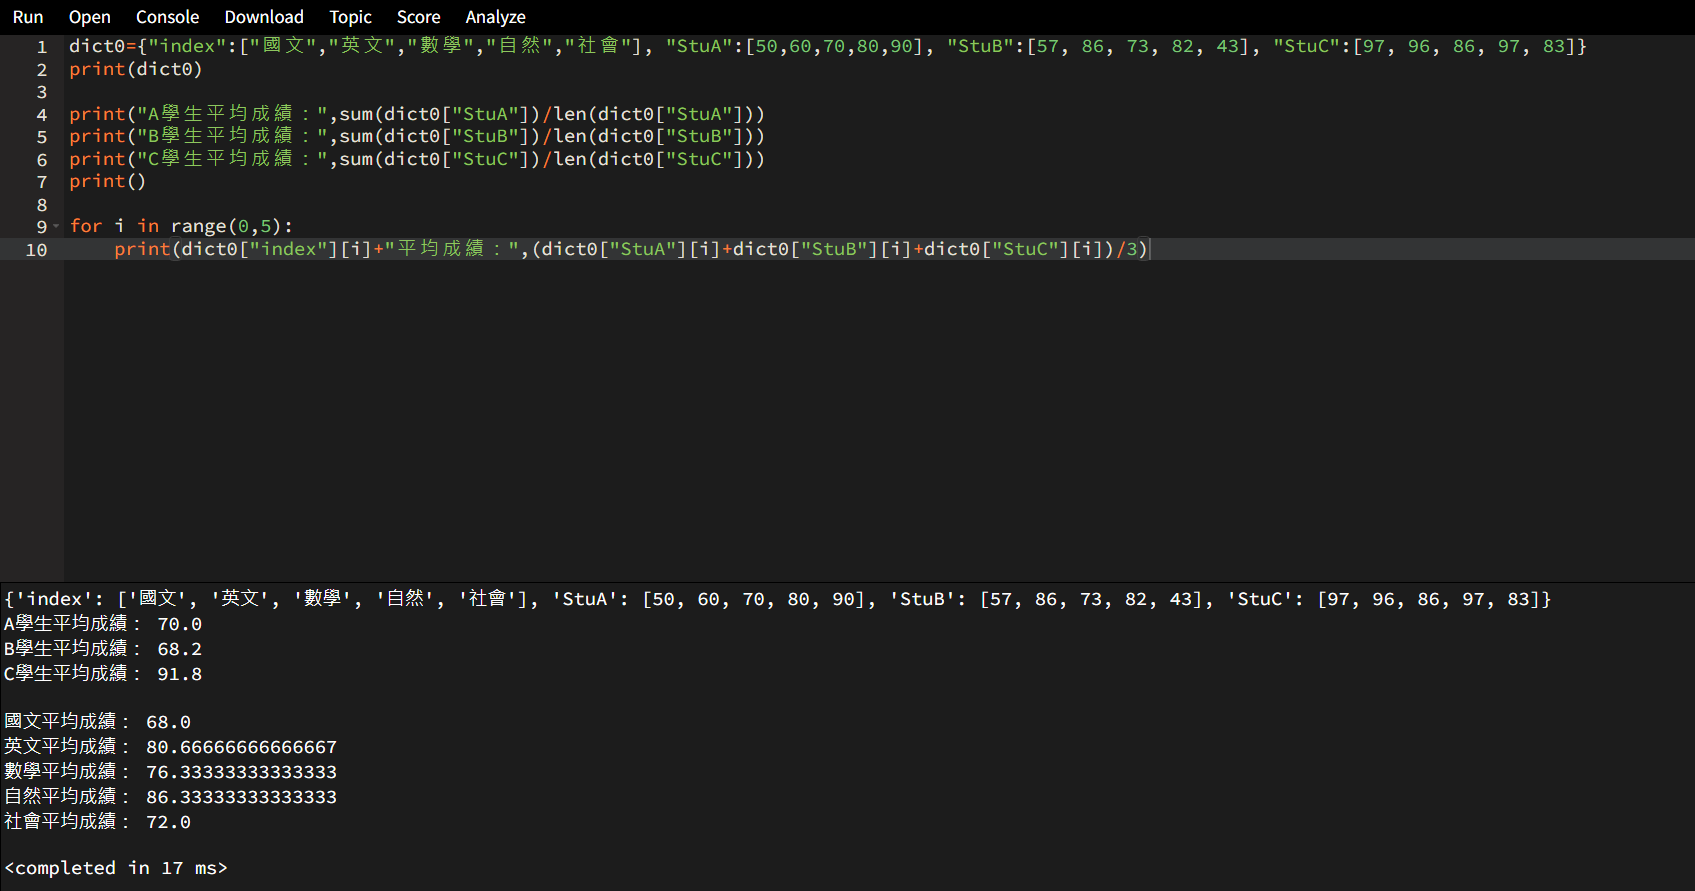 Run Open Console Download Topic Score Analyze
1 dict0={"index":["國文","英文","數學","自然","社會"], "StuA":[50,60,70,80,90], "StuB":[57, 86, 73, 82, 43], "StuC":[97, 96, 86, 97, 83]}
2 print(dict0)
3
4 print("A學生平均成績：",sum(dict0["StuA"])/len(dict0["StuA"]))
5 print("B學生平均成績：",sum(dict0["StuB"])/len(dict0["StuB"]))
6 print("C學生平均成績：",sum(dict0["StuC"])/len(dict0["StuC"]))
7 print()
8
9 for i in range(0,5):
10     print(dict0["index"][i]+"平均成績：",(dict0["StuA"][i]+dict0["StuB"][i]+dict0["StuC"][i])/3)
{'index': ['國文', '英文', '數學', '自然', '社會'], 'StuA': [50, 60, 70, 80, 90], 'StuB': [57, 86, 73, 82, 43], 'StuC': [97, 96, 86, 97, 83]}
A學生平均成績： 70.0
B學生平均成績： 68.2
C學生平均成績： 91.8
國文平均成績： 68.0
英文平均成績： 80.66666666666667
數學平均成績： 76.33333333333333
自然平均成績： 86.33333333333333
社會平均成績： 72.0
<completed in 17 ms>